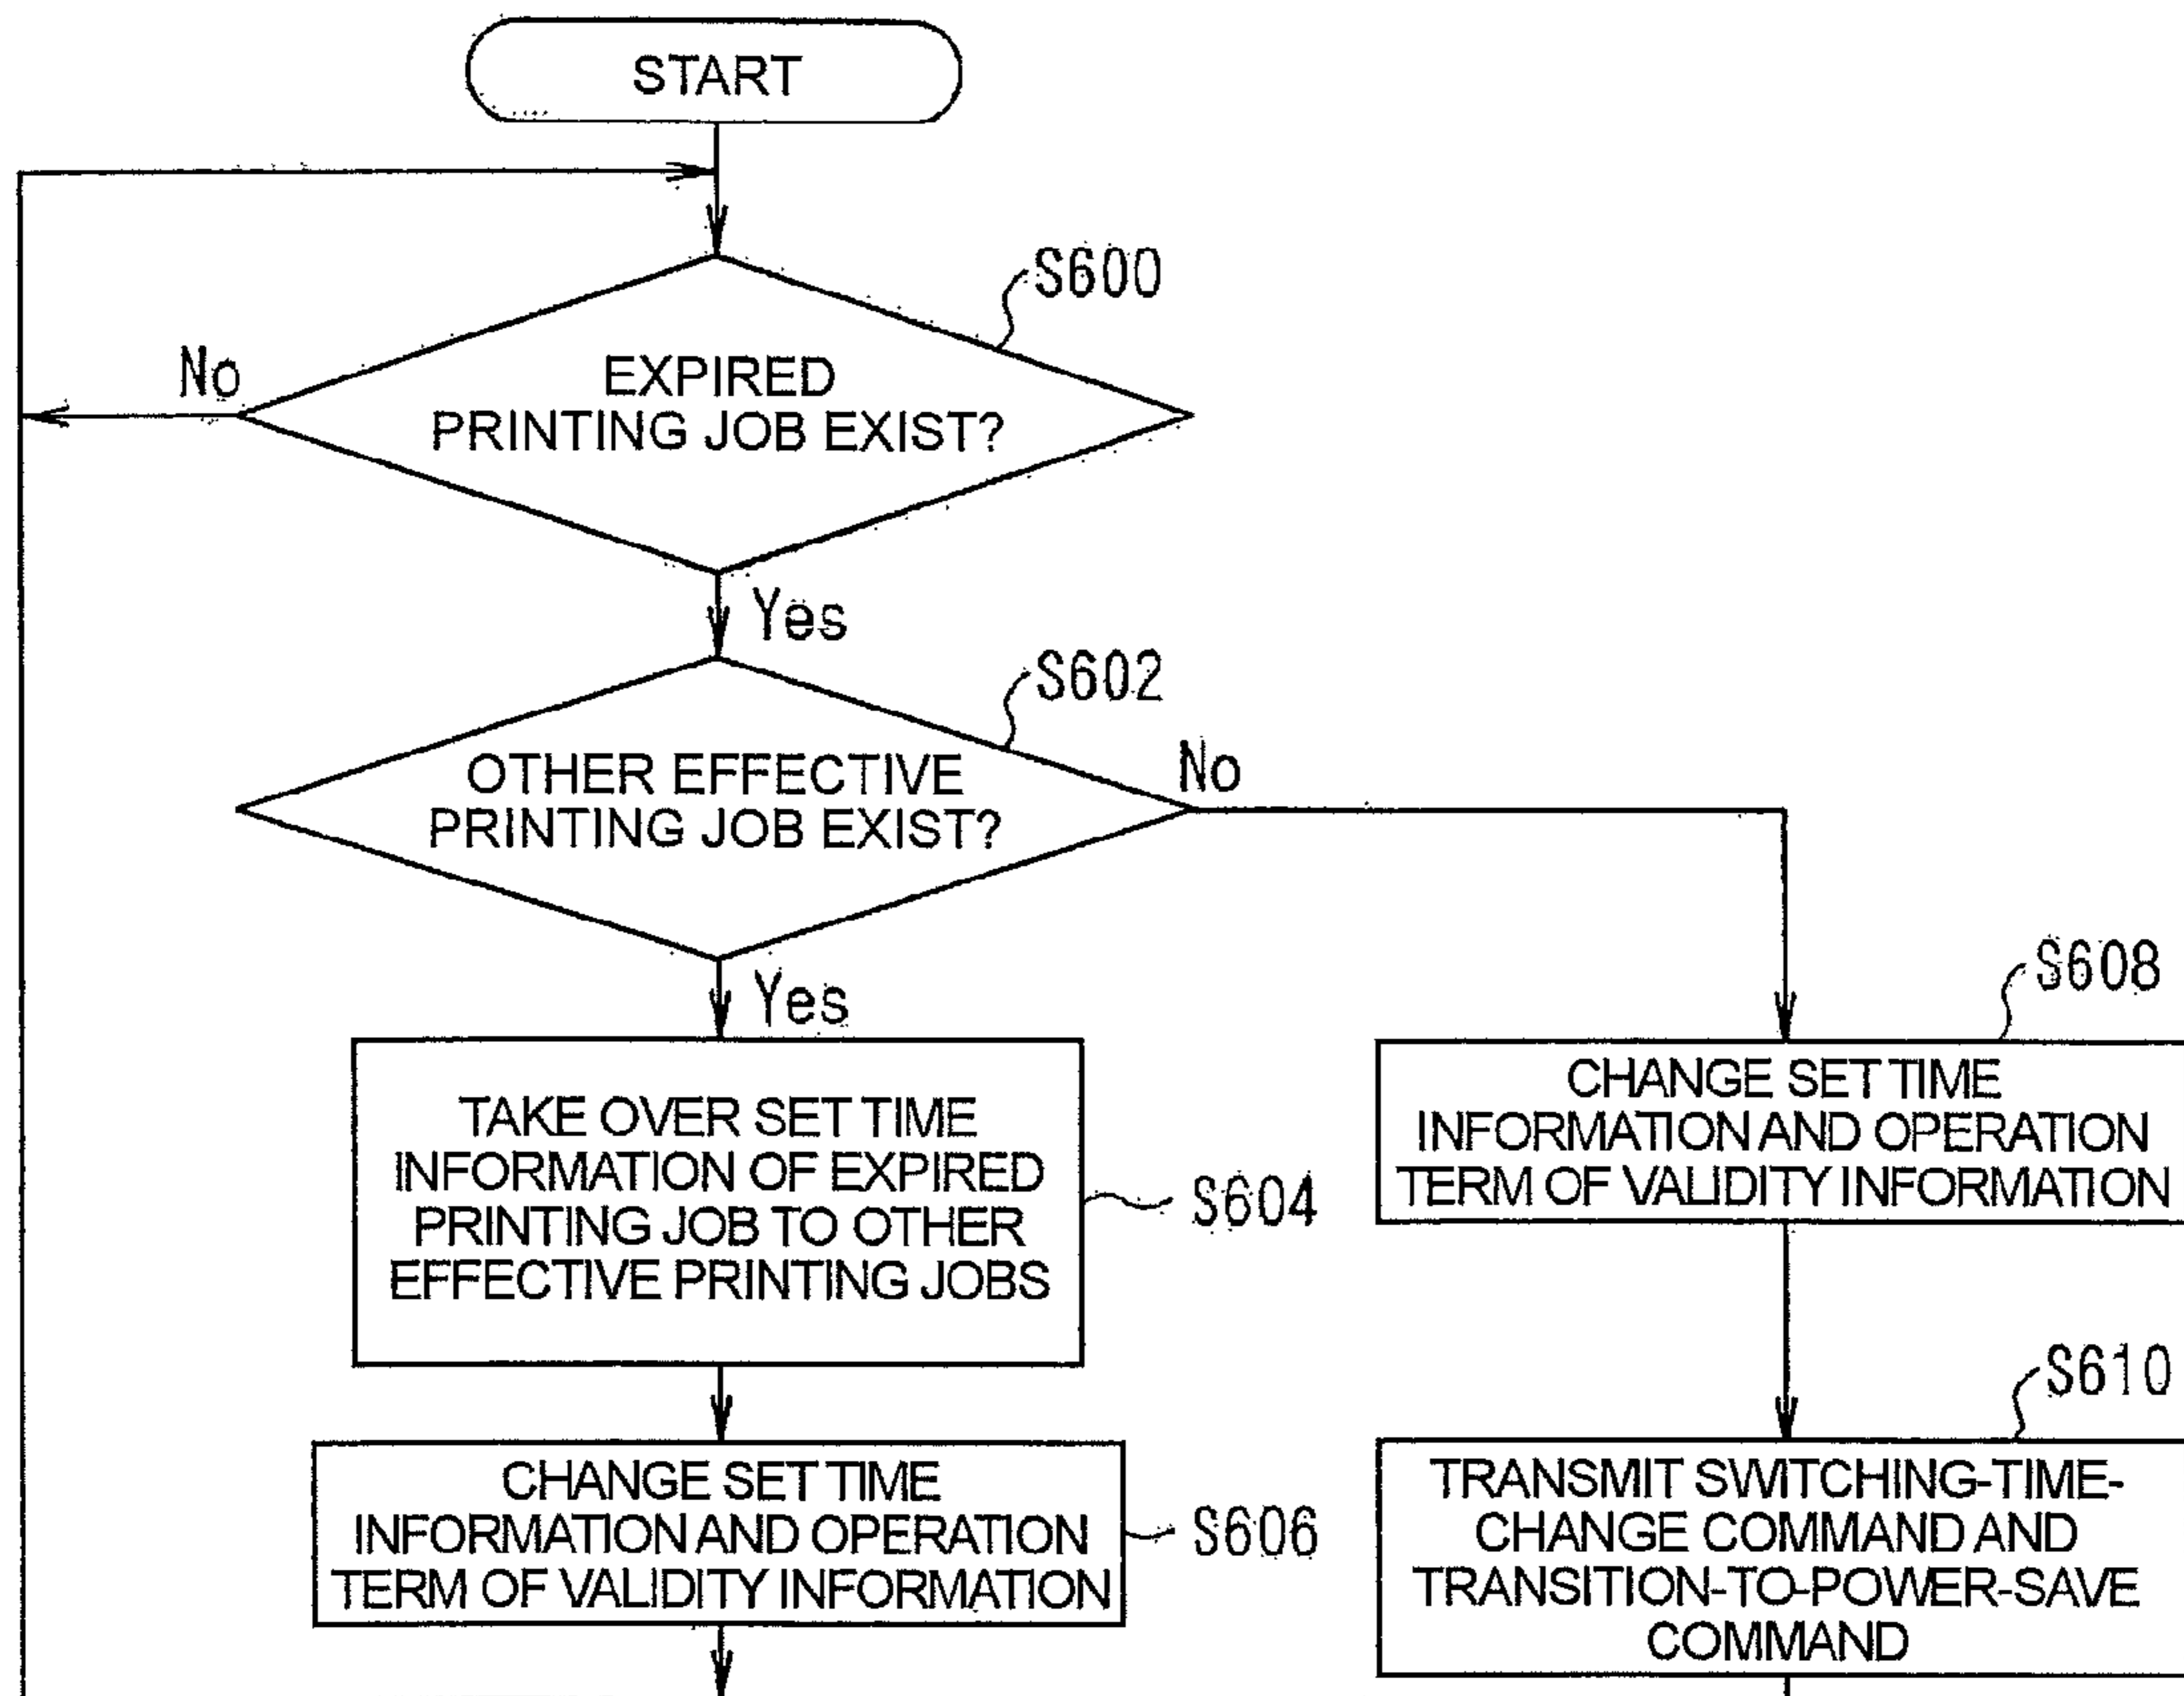 START
S600
No
EXPIRED
PRINTING JOB EXIST?
Yes
S602
OTHER EFFECTIVE
PRINTING JOB EXIST?
No
Yes
S604
TAKE OVER SET TIME
INFORMATION OF EXPIRED
PRINTING JOB TO OTHER
EFFECTIVE PRINTING JOBS
S606
CHANGE SET TIME
INFORMATION AND OPERATION
TERM OF VALIDITY INFORMATION
S608
CHANGE SET TIME
INFORMATION AND OPERATION
TERM OF VALIDITY INFORMATION
S610
TRANSMIT SWITCHING-TIME-
CHANGE COMMAND AND
TRANSITION-TO-POWER-SAVE
COMMAND